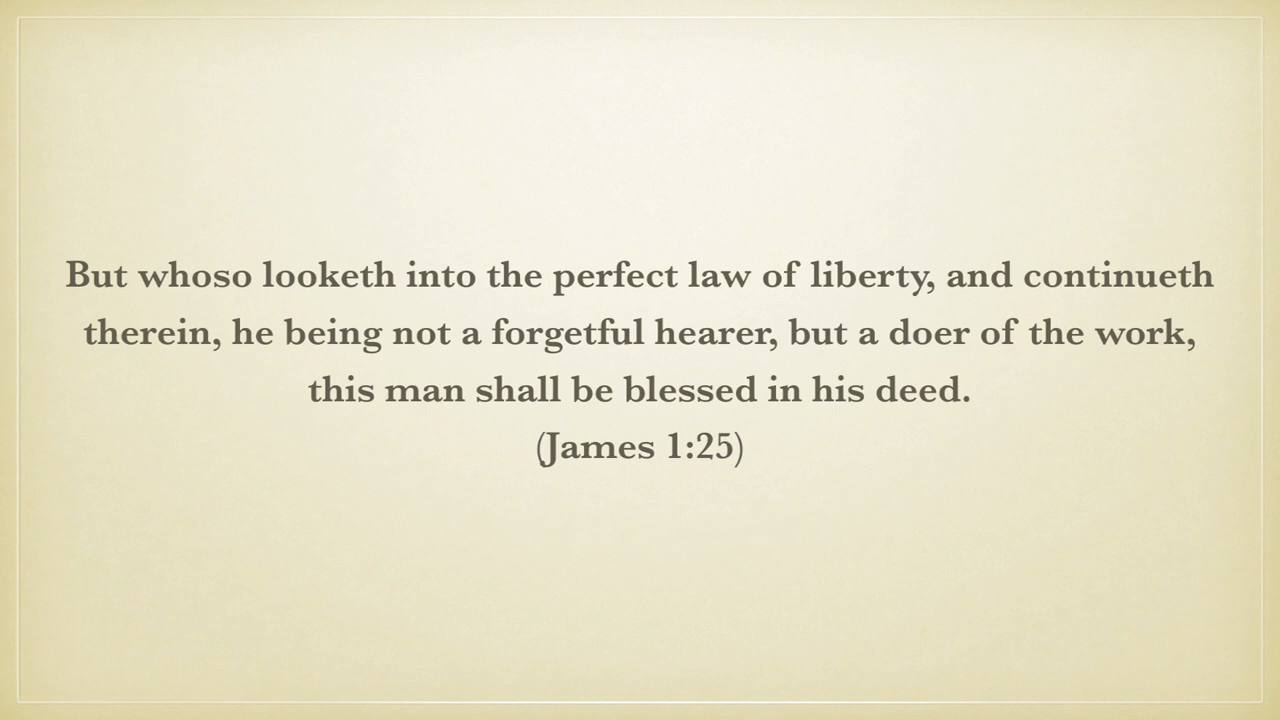 But whoso looketh into the perfect law of liberty, and continueth
therein, he being not a forgetful hearer, but a doer of the work,
this man shall be blessed in his deed.
(James 1:25)